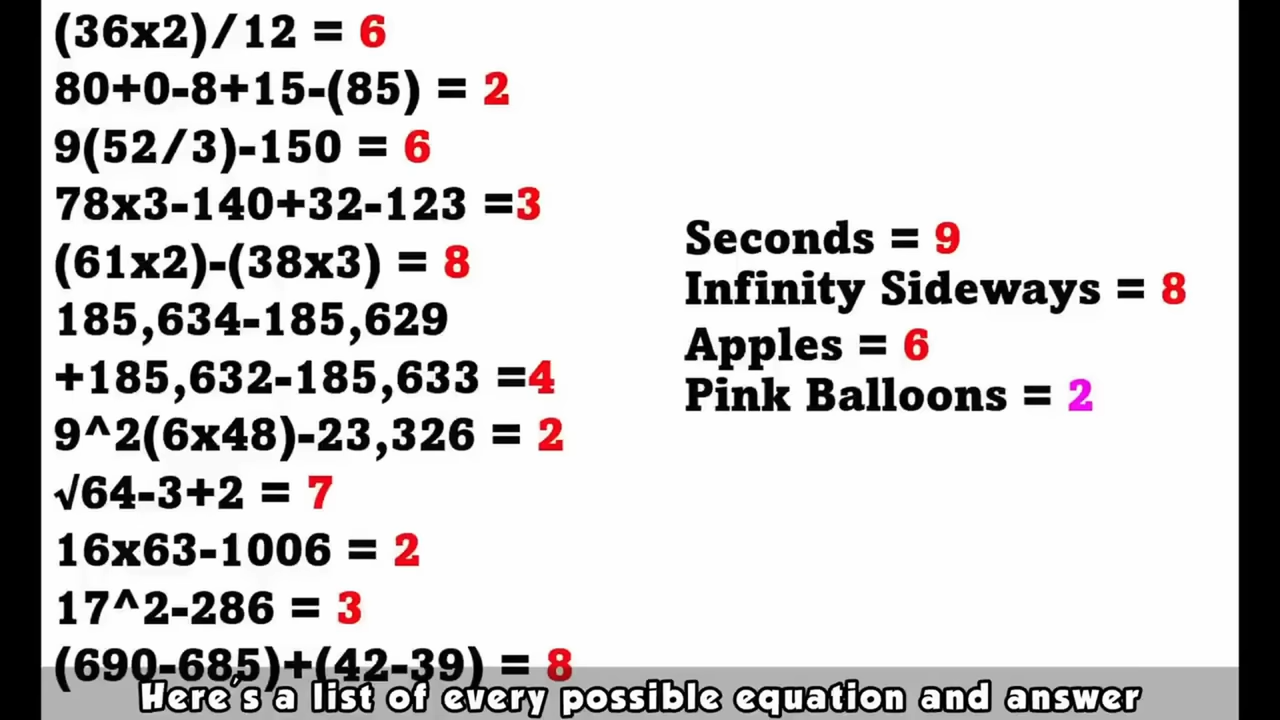 (36x2)/12 = 6
80+0-8+15-(85) = 2
9(52/3)-150 = 6
78x3-140+32-123 =3
(61x2)-(38x3) = 8
185,634-185,629
+185,632-185,633 =4
9^2(6x48)-23,326 = 2
√64-3+2 = 7
16x63-1006 = 2
17^2-286 = 3
(690-685)+(42-39) = 8
Seconds = 9
Infinity Sideways = 8
Apples = 6
Pink Balloons = 2
Here's a list of every possible equation and answer